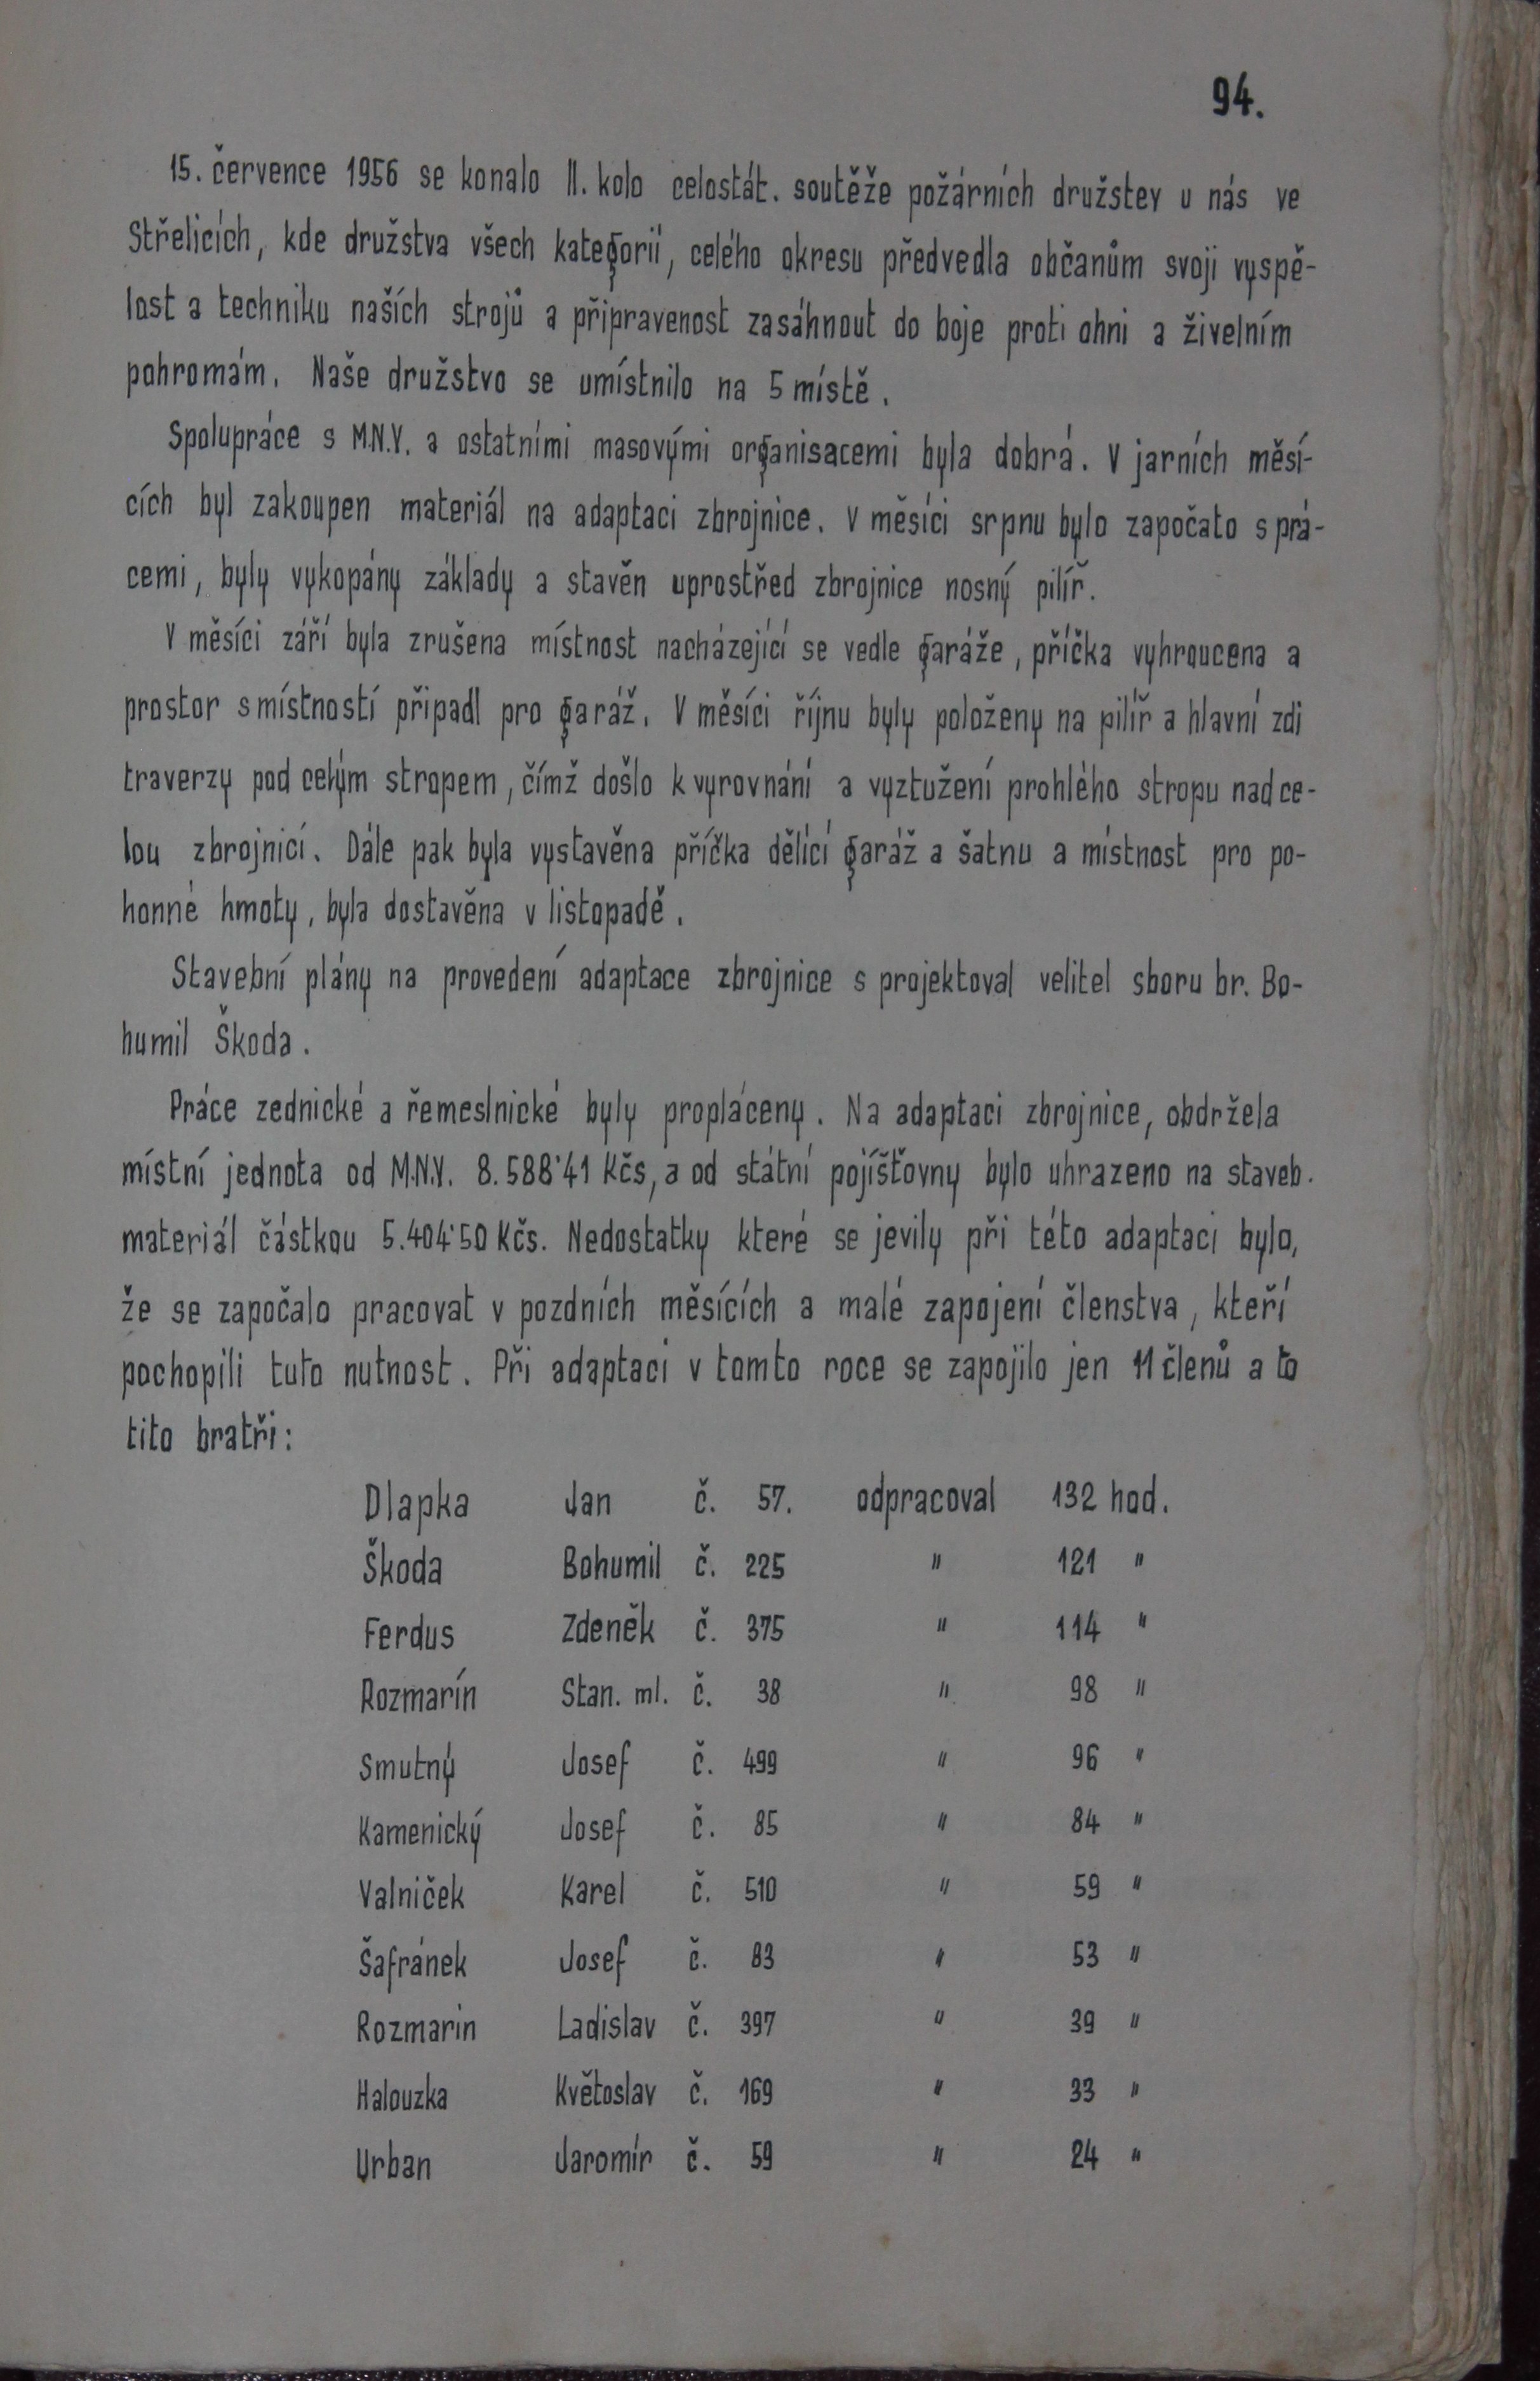 94.
15. července 1956 se konalo II. kolo celostát. soutěže požárních družstev u nás ve
Střelicích, kde družstva všech kategorií, celého okresu předvedla občanům svoji vyspě-
lost a techniku naších strojů a připravenost zasáhnout do boje proti ohni a živelním
pohromám. Naše družstvo se umístnilo na 5 místě.
Spolupráce s M.N.V. a ostatními masovými organisacemi byla dobrá. V jarních měsí-
cích byl zakoupen materiál na adaptaci zbrojnice. V měsíci srpnu bylo započato s prá-
cemi, byly vykopány základy a stavěn uprostřed zbrojnice nosný pilíř.
V měsíci září byla zrušena místnost nacházející se vedle garáže, příčka vyhroucena a
prostor s místností připadl pro garáž. V měsíci říjnu byly položeny na pilíř a hlavní zdi
traverzy pod celým stropem, čímž došlo k vyrovnání a vyztužení prohlého stropu nad ce-
lou zbrojnicí. Dále pak byla vystavěna příčka dělící garáž a šatnu a místnost pro po-
honné hmoty, byla dostavěna v listopadě.
Stavební plány na provedení adaptace zbrojnice s projektoval velitel sboru br. Bo-
humil Škoda.
Práce zednické a řemeslnické byly propláceny. Na adaptaci zbrojnice, obdržela
místní jednota od M.N.V. 8.588'41 Kčs, a od státní pojíšťovny bylo uhrazeno na staveb.
materiál částkou 5.404'50 Kčs. Nedostatky které se jevily při této adaptaci bylo,
že se započalo pracovat v pozdních měsících a malé zapojení členstva, kteří
pochopili tuto nutnost. Při adaptaci v tomto roce se zapojilo jen 11 členů a to
tito bratři:
Dlapka Jan č. 57. odpracoval 132 hod.
Škoda Bohumil č. 225 " 121 "
Ferdus Zdeněk č. 375 " 114 "
Rozmarín Stan. ml. č. 38 " 98 "
Smutný Josef č. 499 " 96 "
Kamenický Josef č. 85 " 84 "
Valniček Karel č. 510 " 59 "
Šafránek Josef č. 83 " 53 "
Rozmarin Ladislav č. 397 " 39 "
Halouzka Květoslav č. 169 " 33 "
Urban Jaromír č. 59 " 24 "